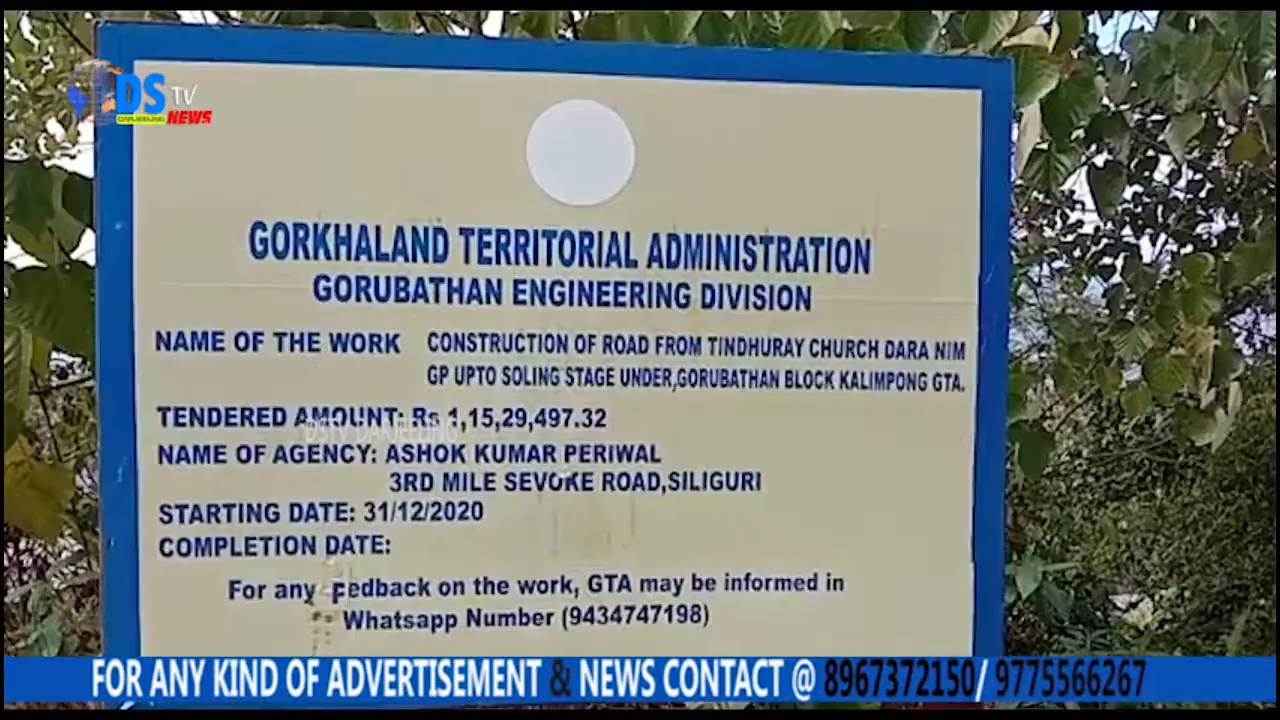 DS TV
DARJEELING NEWS
GORKHALAND TERRITORIAL ADMINISTRATION
GORUBATHAN ENGINEERING DIVISION
NAME OF THE WORK CONSTRUCTION OF ROAD FROM TINDHURAY CHURCH DARA NIM
GP UPTO SOLING STAGE UNDER,GORUBATHAN BLOCK KALIMPONG GTA.
TENDERED AMOUNT: Rs 1,15,29,497.32
DSTV DARJEELING
NAME OF AGENCY: ASHOK KUMAR PERIWAL
3RD MILE SEVOKE ROAD,SILIGURI
STARTING DATE: 31/12/2020
COMPLETION DATE:
For any Fedback on the work, GTA may be informed in
Whatsapp Number (9434747198)
FOR ANY KIND OF ADVERTISEMENT & NEWS CONTACT @ 8967372150/ 9775566267